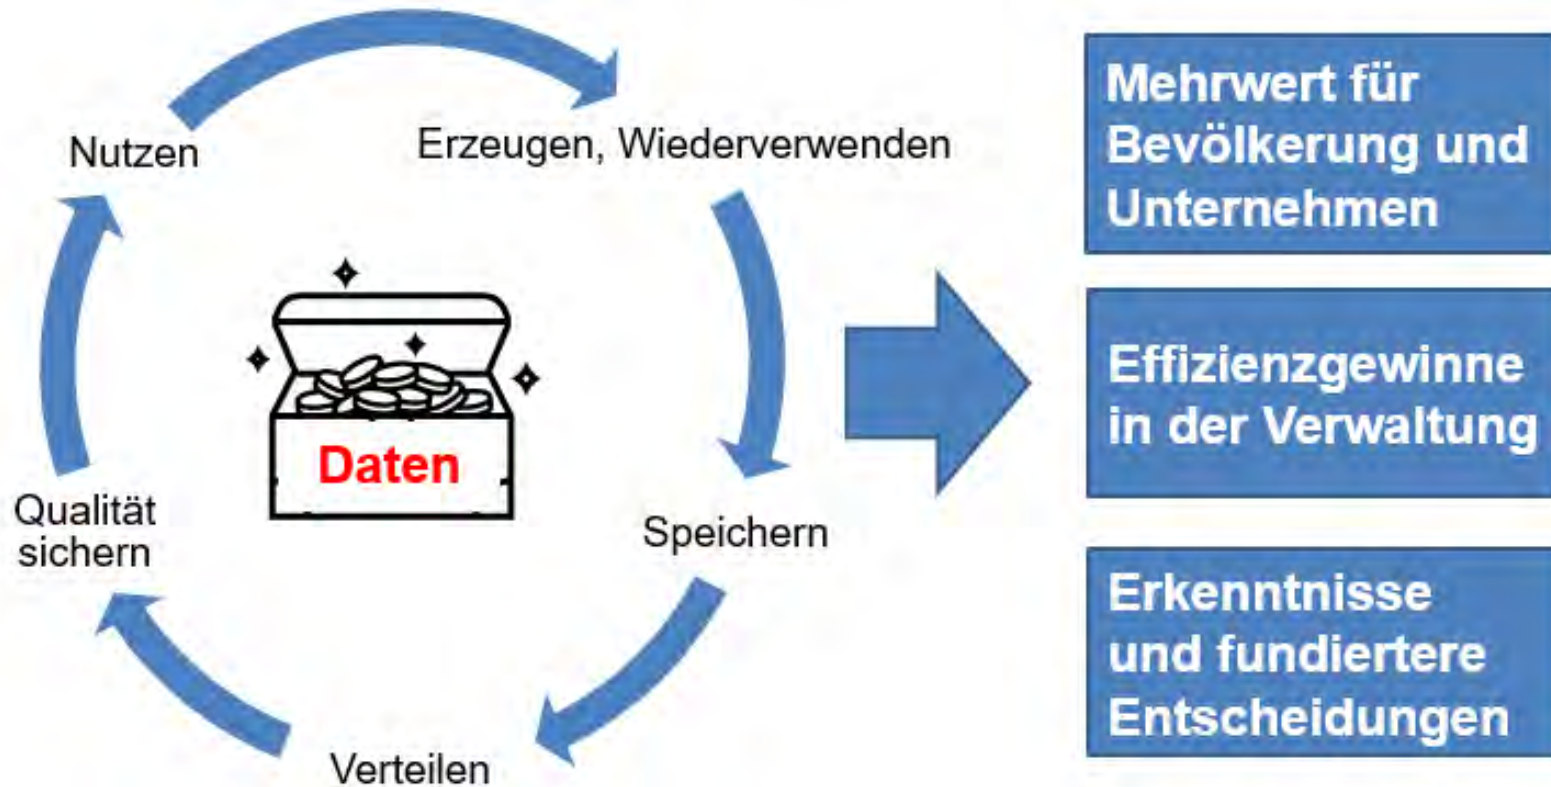 Nutzen
Erzeugen, Wiederverwenden
Daten
Qualität
sichern
Speichern
Verteilen
Mehrwert für
Bevölkerung und
Unternehmen
Effizienzgewinne
in der Verwaltung
Erkenntnisse
und fundiertere
Entscheidungen